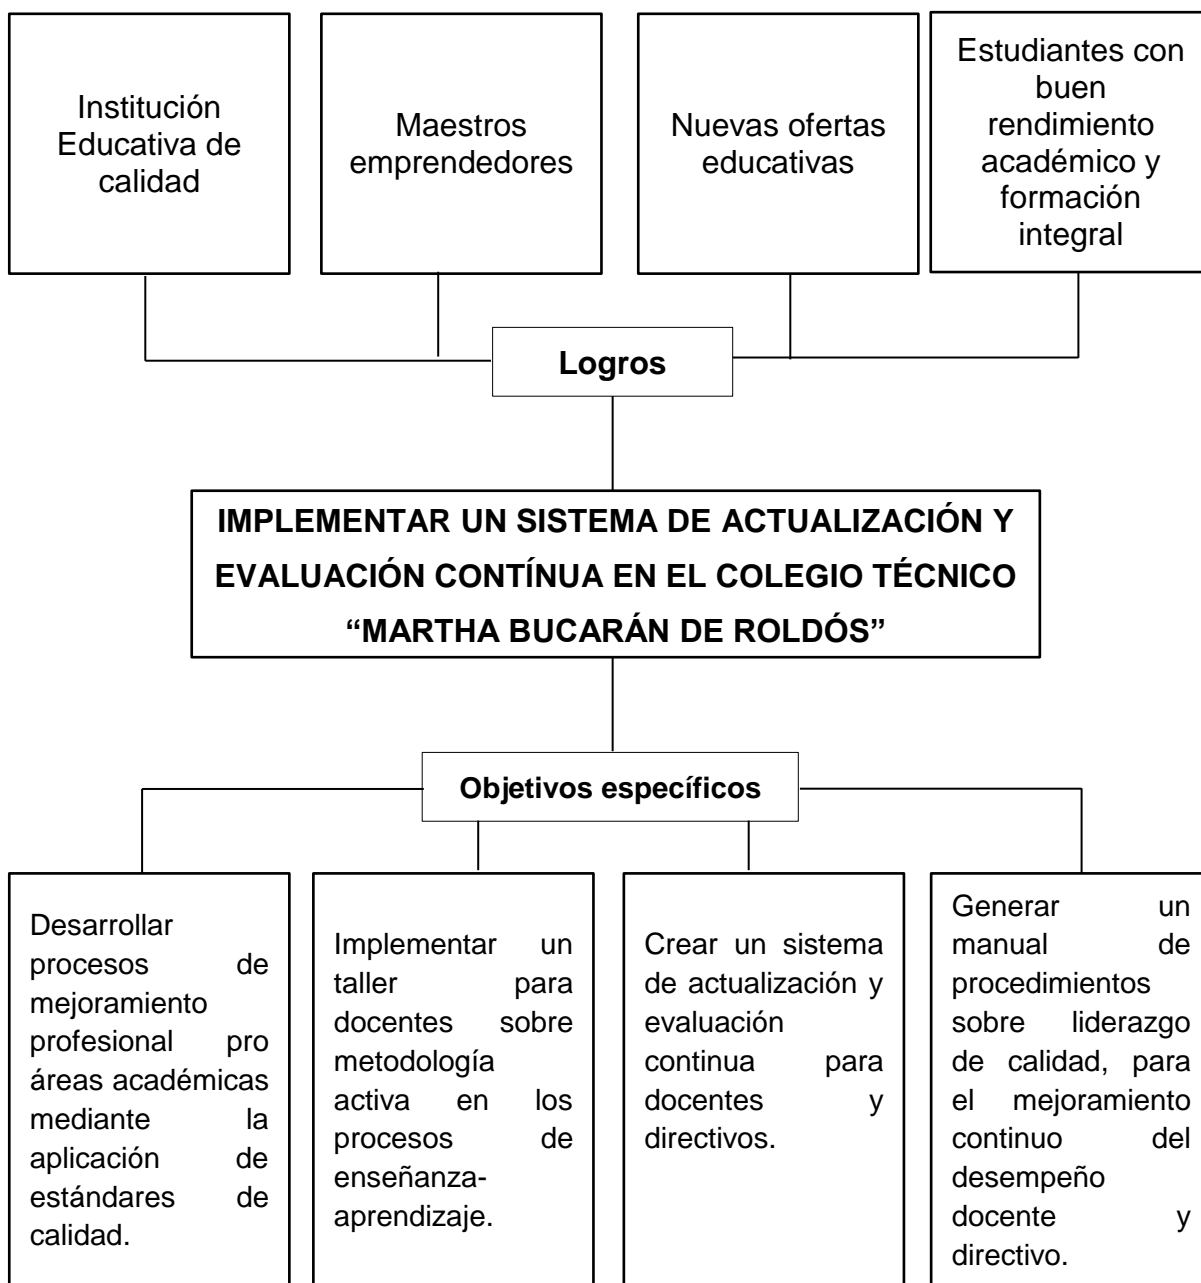 Institución
Educativa de
calidad
Maestros
emprendedores
Nuevas ofertas
educativas
Estudiantes con
buen
rendimiento
académico y
formación
integral
Logros
IMPLEMENTAR UN SISTEMA DE ACTUALIZACIÓN Y
EVALUACIÓN CONTÍNUA EN EL COLEGIO TÉCNICO
“MARTHA BUCARÁN DE ROLDÓS”
Objetivos específicos
Desarrollar
procesos de
mejoramiento
profesional pro
áreas académicas
mediante la
aplicación de
estándares de
calidad.
Implementar un
taller para
docentes sobre
metodología
activa en los
procesos de
enseñanza-
aprendizaje.
Crear un sistema
de actualización y
evaluación
continua para
docentes y
directivos.
Generar un
manual de
procedimientos
sobre liderazgo
de calidad, para
el mejoramiento
continuo del
desempeño
docente y
directivo.